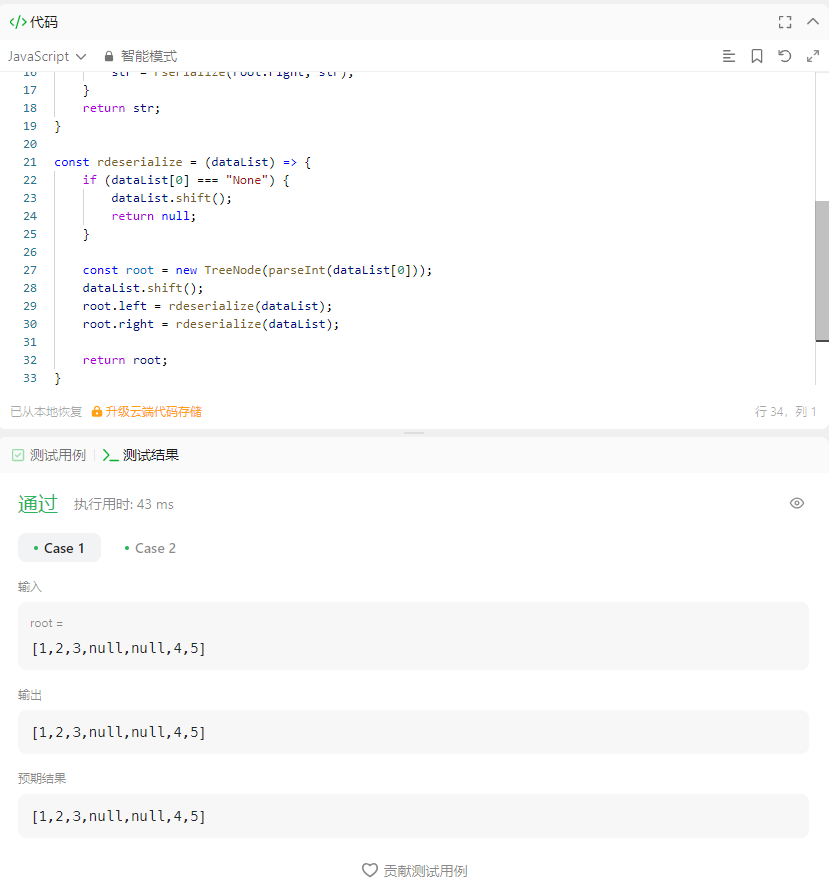 </> 代码
JavaScript 智能模式
16 str = rserialize(root.right, str);
17 }
18 return str;
19 }
20
21 const rdeserialize = (dataList) => {
22 if (dataList[0] === "None") {
23 dataList.shift();
24 return null;
25 }
26
27 const root = new TreeNode(parseInt(dataList[0]));
28 dataList.shift();
29 root.left = rdeserialize(dataList);
30 root.right = rdeserialize(dataList);
31
32 return root;
33 }
已从本地恢复 升级云端代码存储 行 34，列 1
测试用例 >_ 测试结果
通过 执行用时: 43 ms
• Case 1 • Case 2
输入
root =
[1,2,3,null,null,4,5]
输出
[1,2,3,null,null,4,5]
预期结果
[1,2,3,null,null,4,5]
贡献测试用例